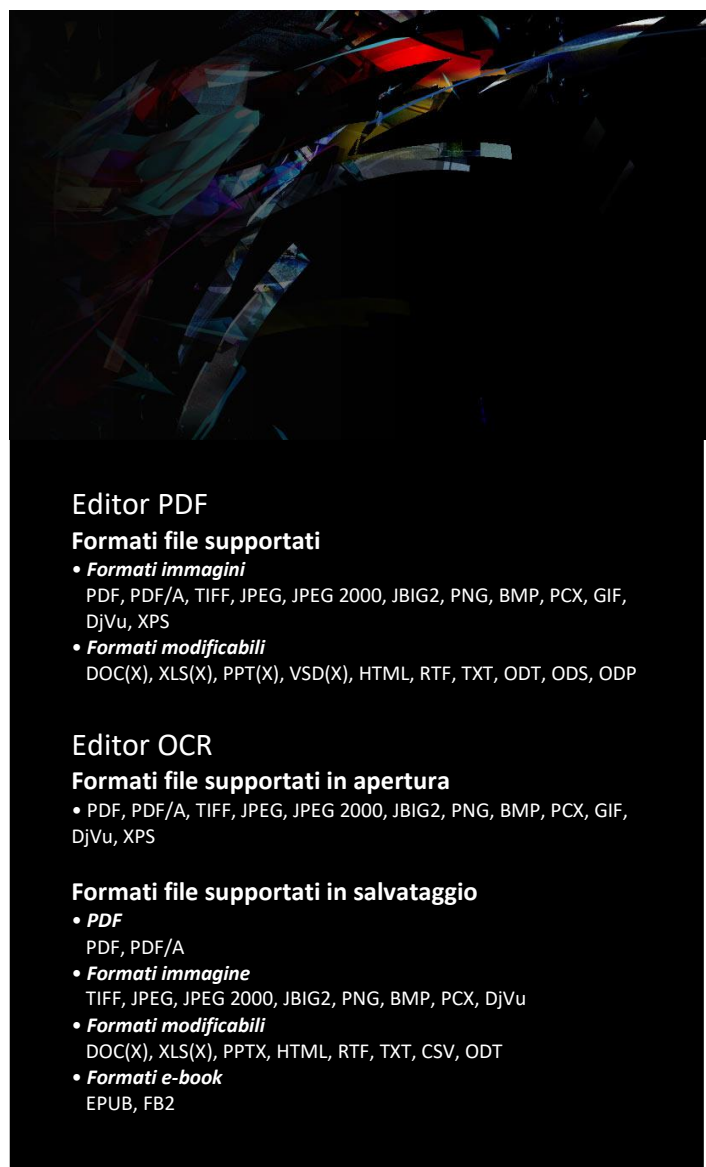 Editor PDF
Formati file supportati
• Formati immagini
PDF, PDF/A, TIFF, JPEG, JPEG 2000, JBIG2, PNG, BMP, PCX, GIF,
DjVu, XPS
• Formati modificabili
DOC(X), XLS(X), PPT(X), VSD(X), HTML, RTF, TXT, ODT, ODS, ODP
Editor OCR
Formati file supportati in apertura
• PDF, PDF/A, TIFF, JPEG, JPEG 2000, JBIG2, PNG, BMP, PCX, GIF,
DjVu, XPS
Formati file supportati in salvataggio
• PDF
PDF, PDF/A
• Formati immagine
TIFF, JPEG, JPEG 2000, JBIG2, PNG, BMP, PCX, DjVu
• Formati modificabili
DOC(X), XLS(X), PPTX, HTML, RTF, TXT, CSV, ODT
• Formati e-book
EPUB, FB2